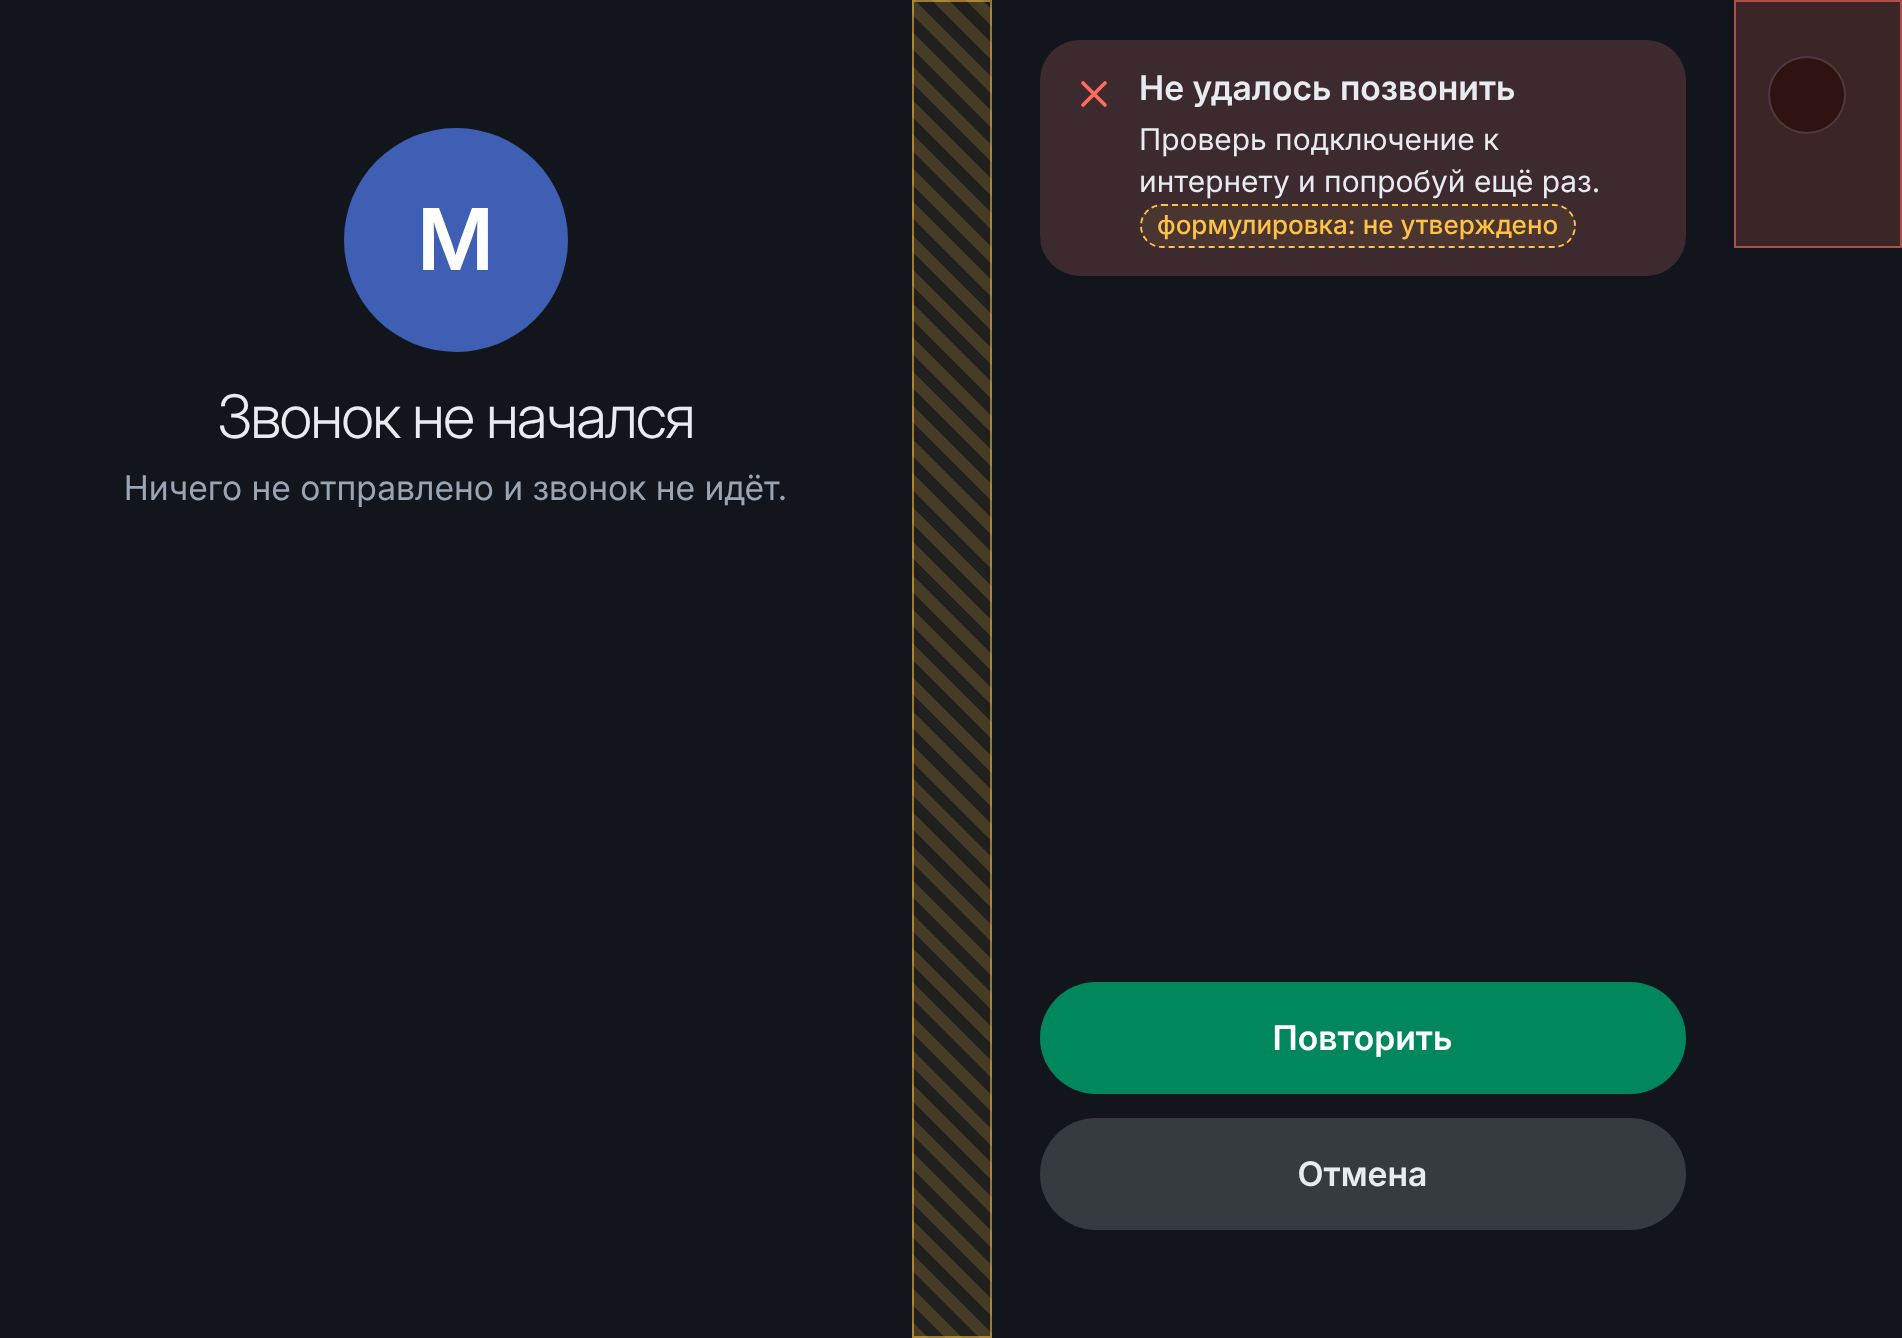 М
Звонок не начался
Ничего не отправлено и звонок не идёт.
Не удалось позвонить
Проверь подключение к
интернету и попробуй ещё раз.
формулировка: не утверждено
Повторить
Отмена